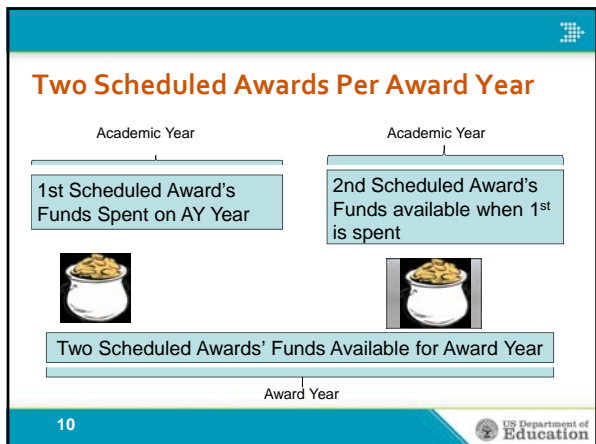 Two Scheduled Awards Per Award Year
Academic Year
Academic Year
1st Scheduled Award's
Funds Spent on AY Year
2nd Scheduled Award's
Funds available when 1st
is spent
Two Scheduled Awards' Funds Available for Award Year
Award Year
10
US Department of
Education